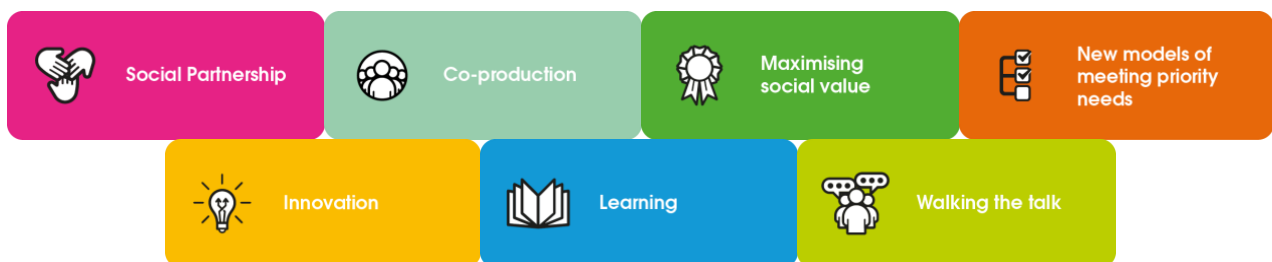 Social Partnership
Co-production
Maximising
social value
New models of
meeting priority
needs
Innovation
Learning
Walking the talk